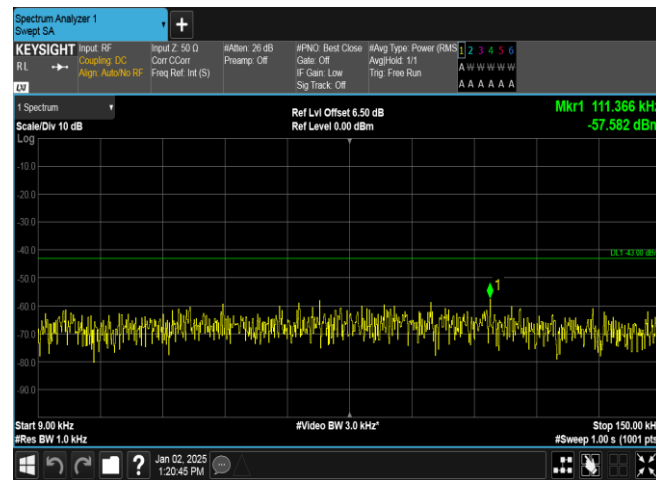 Spectrum Analyzer 1
Swept SA
+
KEYSIGHT
RL
LXI
Input: RF
Coupling: DC
Align: Auto/No RF
Input Z: 50 Ω
Corr CCorr
Freq Ref: Int (S)
#Atten: 26 dB
Preamp: Off
#PNO: Best Close
Gate: Off
IF Gain: Low
Sig Track: Off
#Avg Type: Power (RMS
Avg|Hold: 1/1
Trig: Free Run
1 2 3 4 5 6
A W W W W W
A A A A A A
1 Spectrum
Scale/Div 10 dB
Ref Lvl Offset 6.50 dB
Ref Level 0.00 dBm
Mkr1 111.366 kHz
-57.582 dBm
Log
-10.0
-20.0
-30.0
-40.0
DL1 -43.00 dB
1
-50.0
-60.0
-70.0
-80.0
-90.0
Start 9.00 kHz
#Res BW 1.0 kHz
#Video BW 3.0 kHz*
Stop 150.00 kH
#Sweep 1.00 s (1001 pts
?
Jan 02, 2025
1:20:45 PM